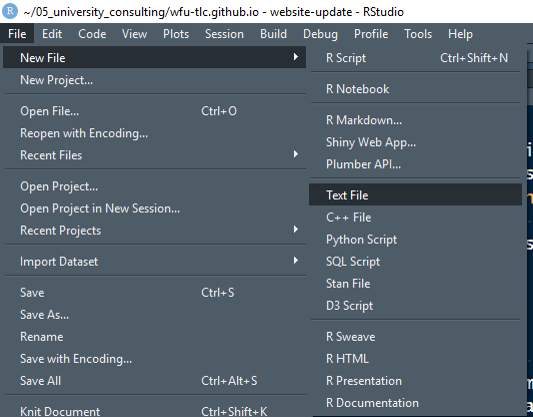 R ~/05_university_consulting/wfu-tlc.github.io - website-update - RStudio
File Edit Code View Plots Session Build Debug Profile Tools Help
New File
New Project...
Open File... Ctrl+O
Reopen with Encoding...
Recent Files
Open Project...
Open Project in New Session...
Recent Projects
Import Dataset
Save Ctrl+S
Save As...
Rename
Save with Encoding...
Save All Ctrl+Alt+S
Knit Document Ctrl+Shift+K
R Script Ctrl+Shift+N
R Notebook
R Markdown...
Shiny Web App...
Plumber API...
Text File
C++ File
Python Script
SQL Script
Stan File
D3 Script
R Sweave
R HTML
R Presentation
R Documentation